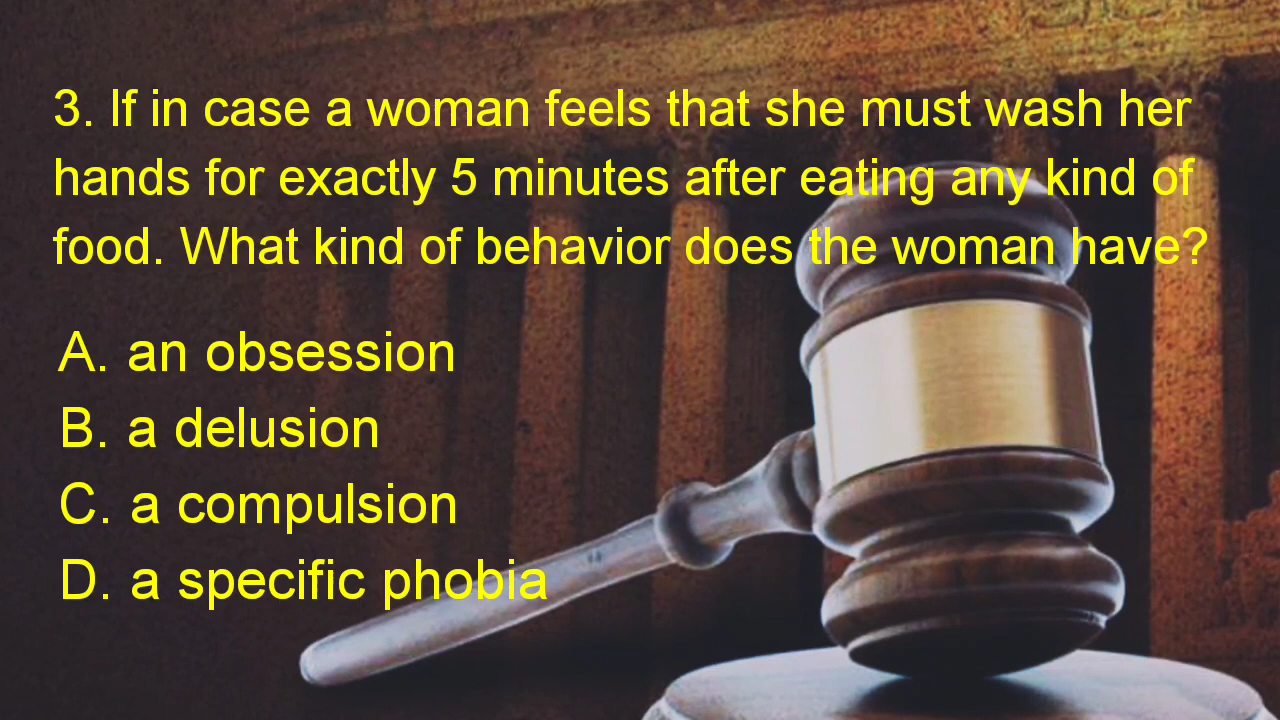 3. If in case a woman feels that she must wash her
hands for exactly 5 minutes after eating any kind of
food. What kind of behavior does the woman have?
A. an obsession
B. a delusion
C. a compulsion
D. a specific phobia